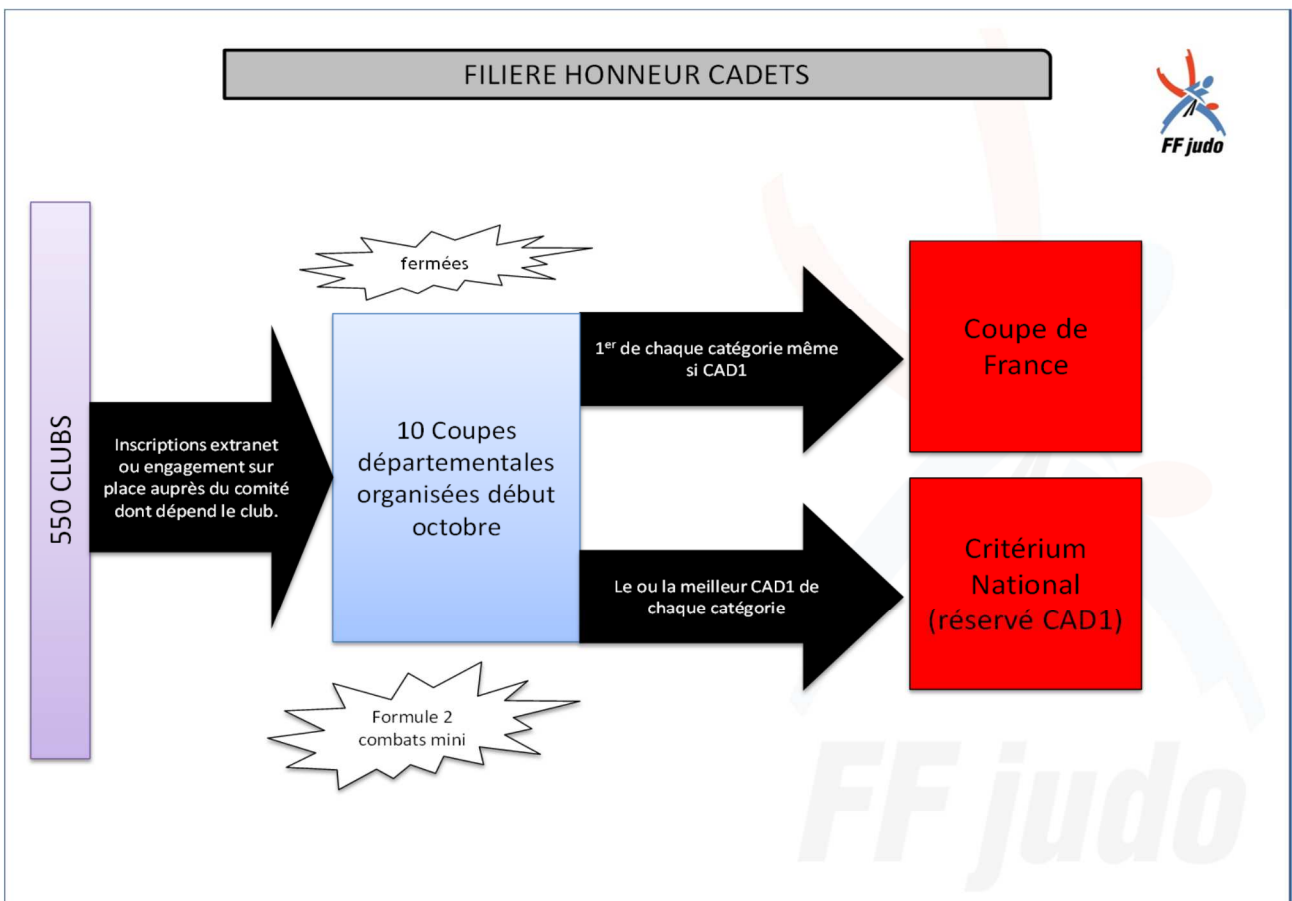 FILIERE HONNEUR CADETS
FF judo
550 CLUBS
Inscriptions extranet
ou engagement sur
place auprès du comité
dont dépend le club.
fermées
10 Coupes
départementales
organisées début
octobre
Formule 2
combats mini
1er de chaque catégorie même
si CAD1
Coupe de
France
Le ou la meilleur CAD1 de
chaque catégorie
Critérium
National
(réservé CAD1)
FF judo